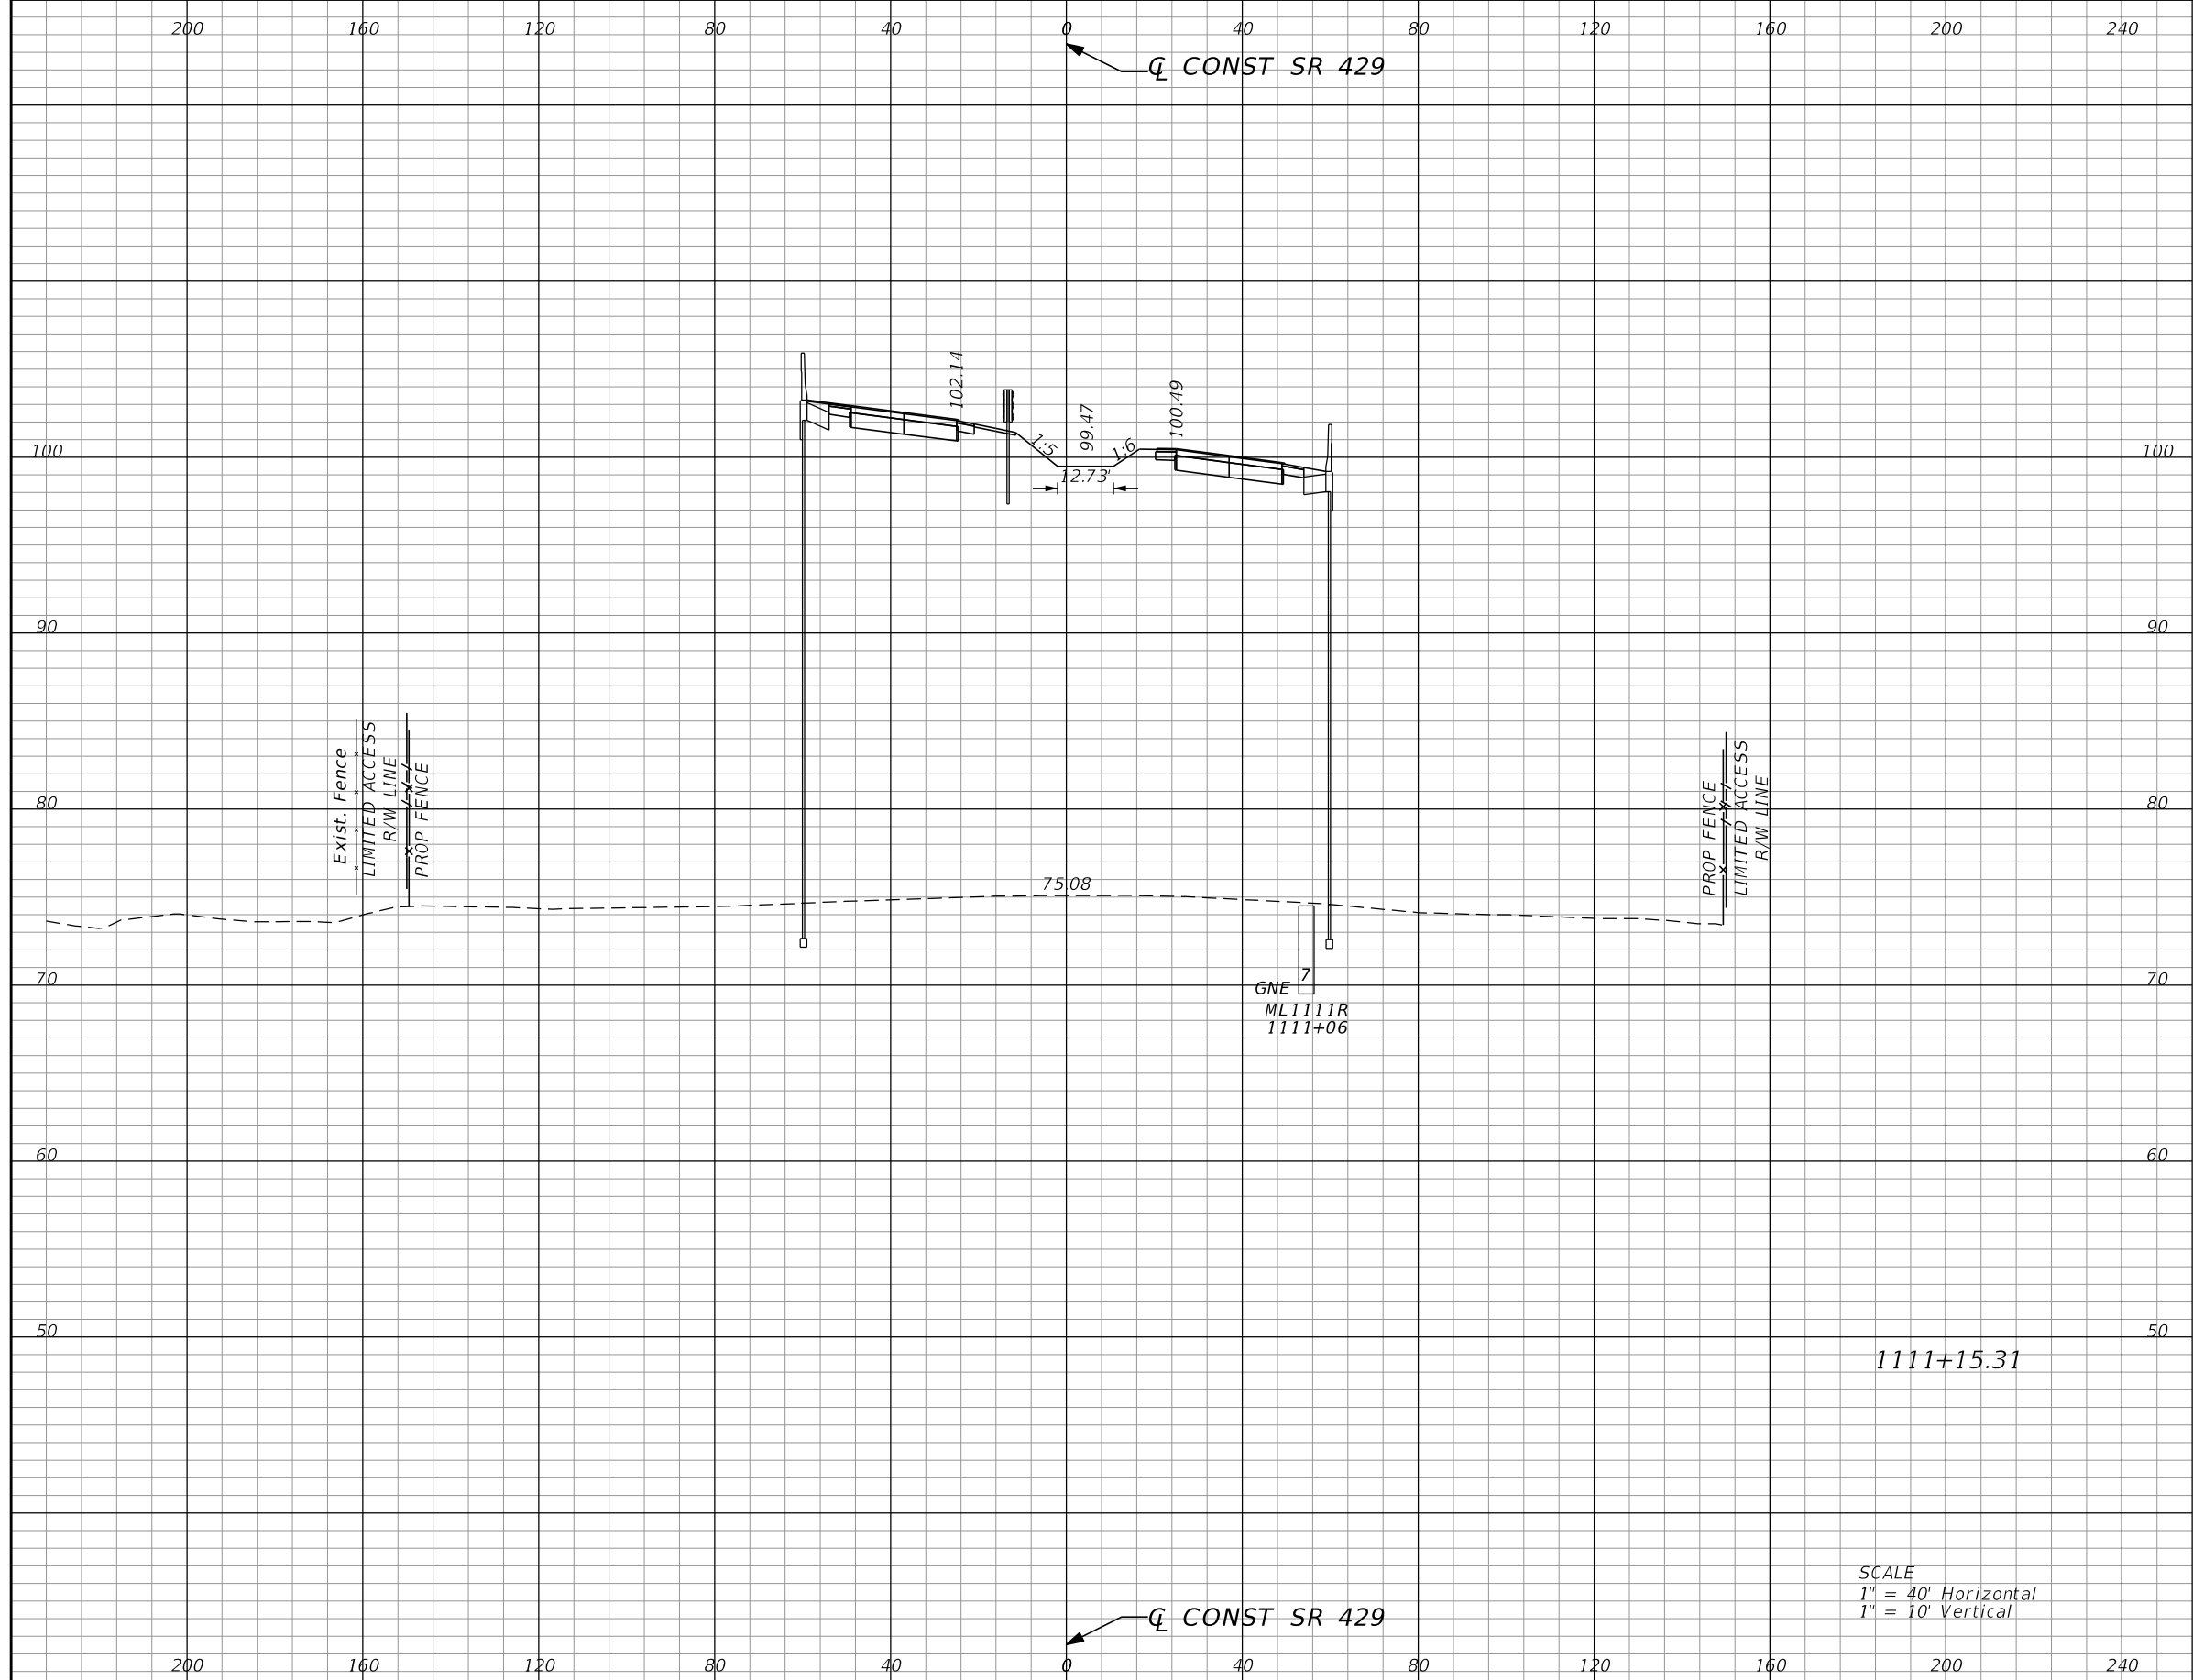 200 160 120 80 40 0 40 80 120 160 200 240
℄ CONST SR 429
102.14
99.47
100.49
1:5
1:6
12.73'
100 100
90 90
Exist. Fence
LIMITED ACCESS
R/W LINE
PROP FENCE
PROP FENCE
LIMITED ACCESS
R/W LINE
80 80
75.08
70 70
7
GNE
ML1111R
1111+06
60 60
50 50
1111+15.31
SCALE
1" = 40' Horizontal
1" = 10' Vertical
℄ CONST SR 429
200 160 120 80 40 0 40 80 120 160 200 240